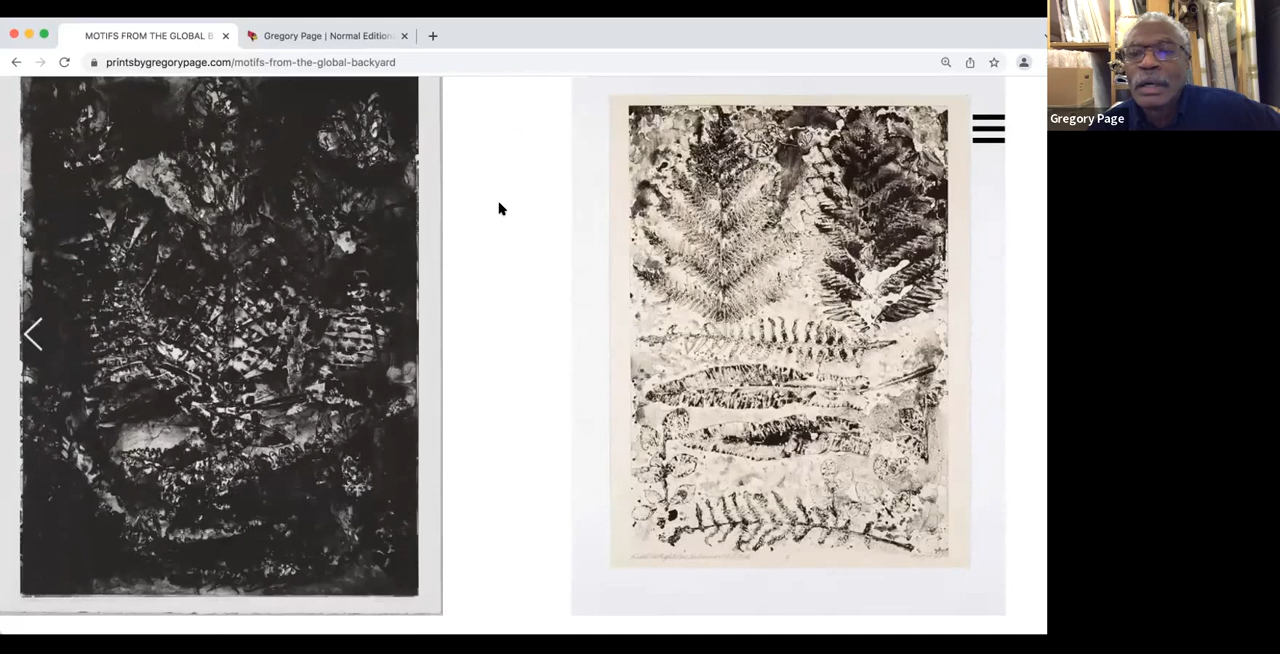 MOTIFS FROM THE GLOBAL B
Gregory Page | Normal Edition
printsbygregorypage.com/motifs-from-the-global-backyard
Gregory Page